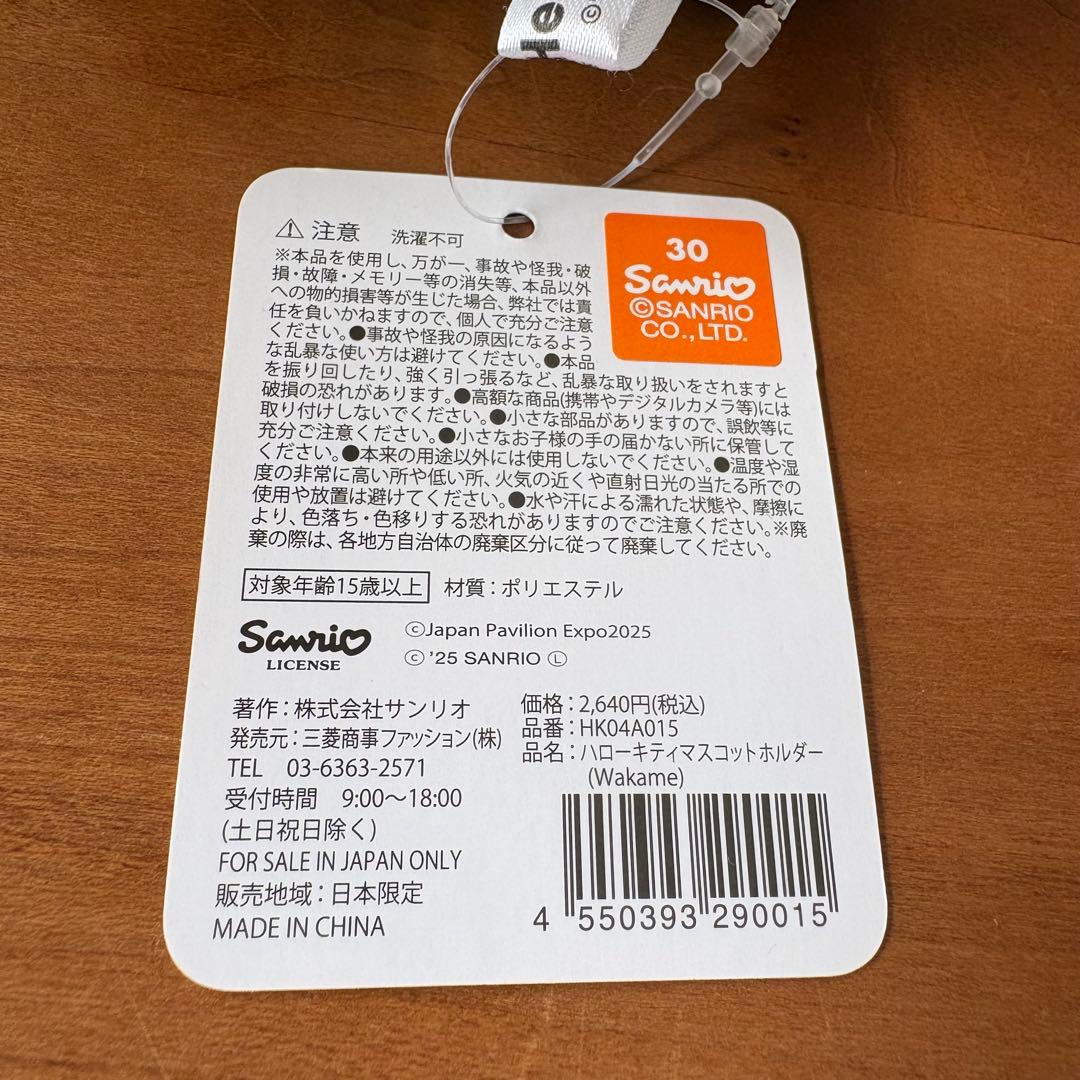 e
©
⚠ 注意 洗濯不可
30
Sanrio
©SANRIO
CO.,LTD.
※本品を使用し、万が一、事故や怪我・破
損・故障・メモリー等の消失等、本品以外
への物的損害等が生じた場合、弊社では責
任を負いかねますので、個人で充分ご注意
ください。●事故や怪我の原因になるよう
な乱暴な使い方は避けてください。●本品
を振り回したり、強く引っ張るなど、乱暴な取り扱いをされますと
破損の恐れがあります。●高額な商品(携帯やデジタルカメラ等)には
取り付けしないでください。●小さな部品がありますので、誤飲等に
充分ご注意ください。●小さなお子様の手の届かない所に保管して
ください。●本来の用途以外には使用しないでください。●温度や湿
度の非常に高い所や低い所、火気の近くや直射日光の当たる所での
使用や放置は避けてください。●水や汗による濡れた状態や、摩擦に
より、色落ち・色移りする恐れがありますのでご注意ください。※廃
棄の際は、各地方自治体の廃棄区分に従って廃棄してください。
対象年齢15歳以上 材質：ポリエステル
Sanrio
LICENSE
©Japan Pavilion Expo2025
© '25 SANRIO Ⓛ
著作：株式会社サンリオ
発売元：三菱商事ファッション(株)
TEL 03-6363-2571
受付時間 9:00～18:00
(土日祝日除く)
FOR SALE IN JAPAN ONLY
販売地域：日本限定
MADE IN CHINA
価格：2,640円(税込)
品番：HK04A015
品名：ハローキティマスコットホルダー
(Wakame)
4 550393 290015